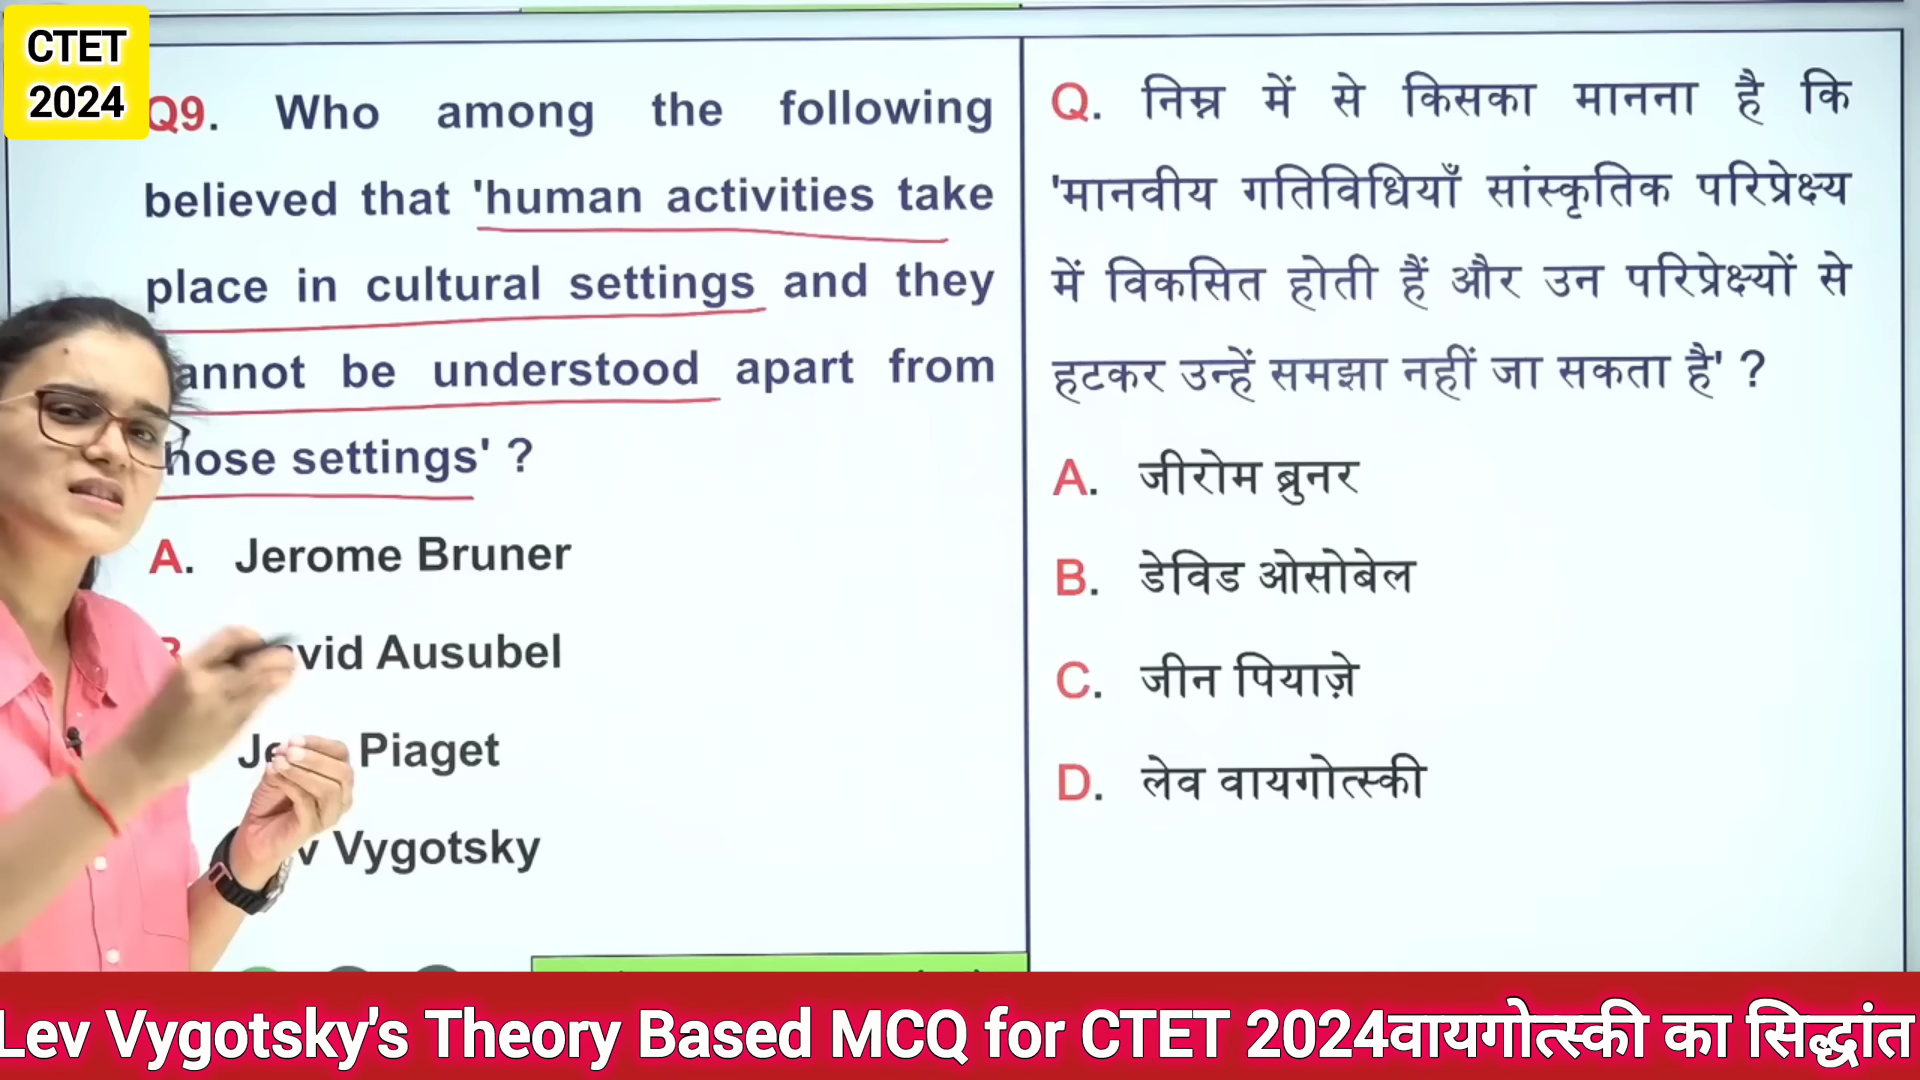 CTET
2024
Q9. Who among the following
believed that 'human activities take
place in cultural settings and they
annot be understood apart from
hose settings' ?
A. Jerome Bruner
vid Ausubel
Piaget
Vygotsky
Q. निम्न में से किसका मानना है कि
'मानवीय गतिविधियाँ सांस्कृतिक परिप्रेक्ष्य
में विकसित होती हैं और उन परिप्रेक्ष्यों से
हटकर उन्हें समझा नहीं जा सकता है' ?
A. जीरोम ब्रुनर
B. डेविड ओसोबेल
C. जीन पियाज़े
D. लेव वायगोत्स्की
Lev Vygotsky's Theory Based MCQ for CTET 2024वायगोत्स्की का सिद्धांत